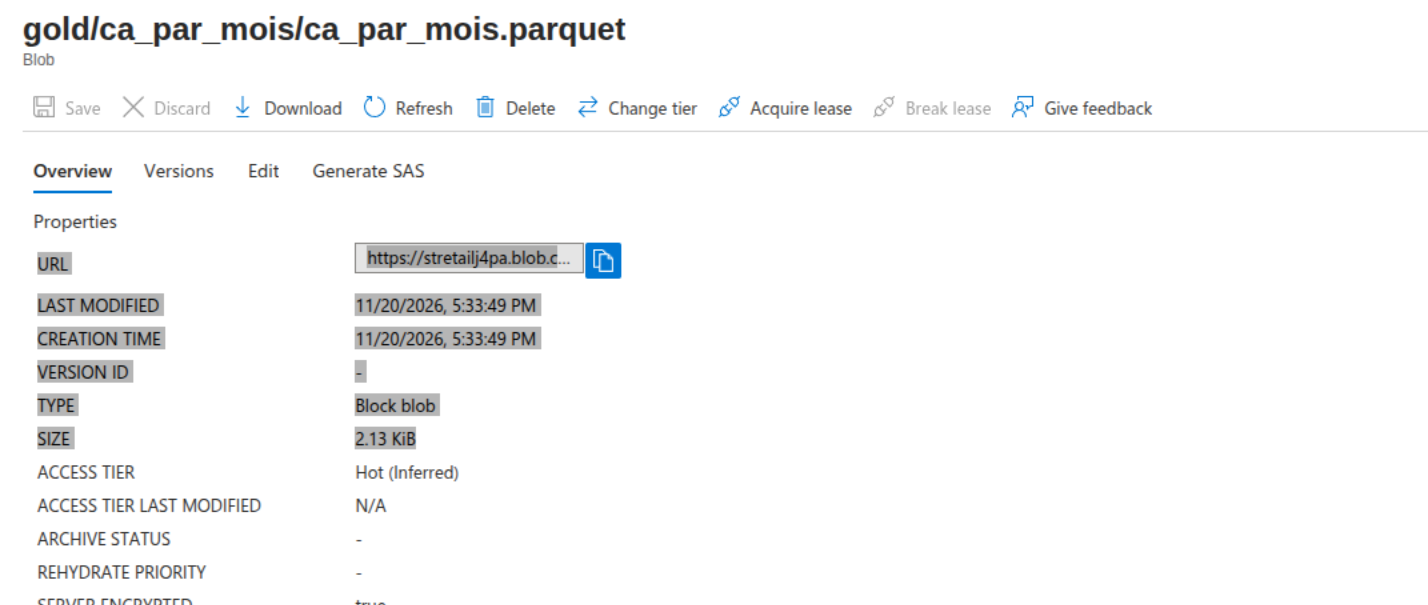 gold/ca_par_mois/ca_par_mois.parquet
Blob
Save Discard Download Refresh Delete Change tier Acquire lease Break lease Give feedback
Overview Versions Edit Generate SAS
Properties
URL https://stretailj4pa.blob.c...
LAST MODIFIED 11/20/2026, 5:33:49 PM
CREATION TIME 11/20/2026, 5:33:49 PM
VERSION ID -
TYPE Block blob
SIZE 2.13 KiB
ACCESS TIER Hot (Inferred)
ACCESS TIER LAST MODIFIED N/A
ARCHIVE STATUS -
REHYDRATE PRIORITY -
SERVER ENCRYPTED true